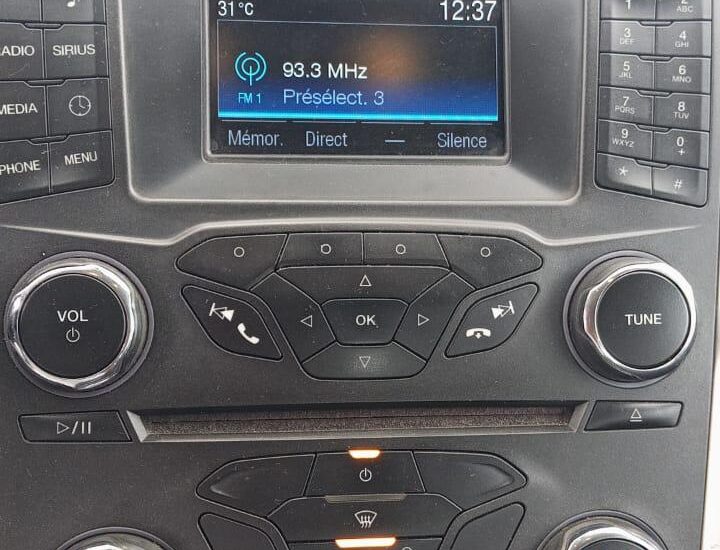 31°C 12:37
93.3 MHz
FM 1 Présélect. 3
Mémor. Direct — Silence
RADIO SIRIUS
MEDIA
PHONE MENU
1 2 ABC
3 DEF 4 GHI
5 JKL 6 MNO
7 PQRS 8 TUV
9 WXYZ 0 +
* #
VOL
OK
TUNE